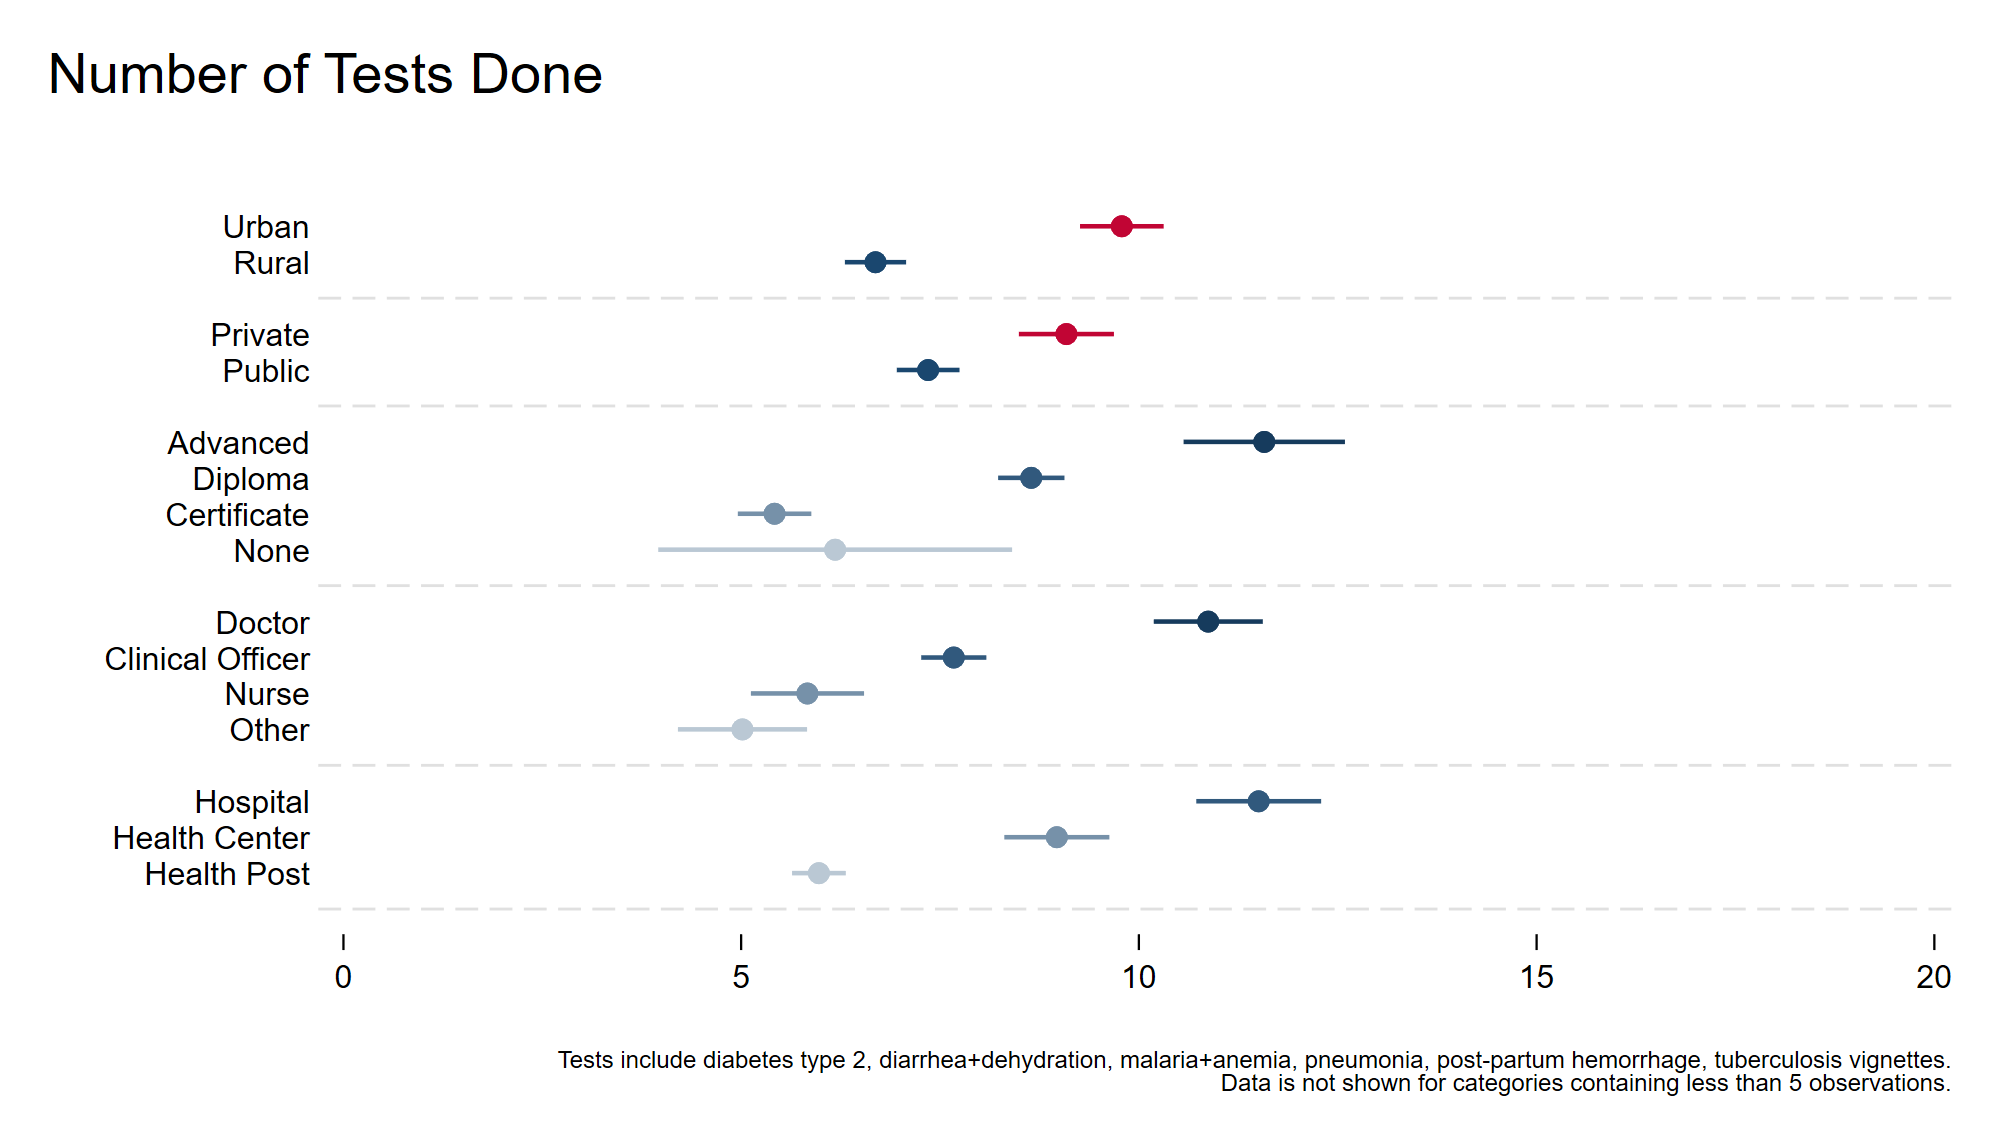 Number of Tests Done
Urban
Rural
Private
Public
Advanced
Diploma
Certificate
None
Doctor
Clinical Officer
Nurse
Other
Hospital
Health Center
Health Post
0 5 10 15 20
Tests include diabetes type 2, diarrhea+dehydration, malaria+anemia, pneumonia, post-partum hemorrhage, tuberculosis vignettes.
Data is not shown for categories containing less than 5 observations.